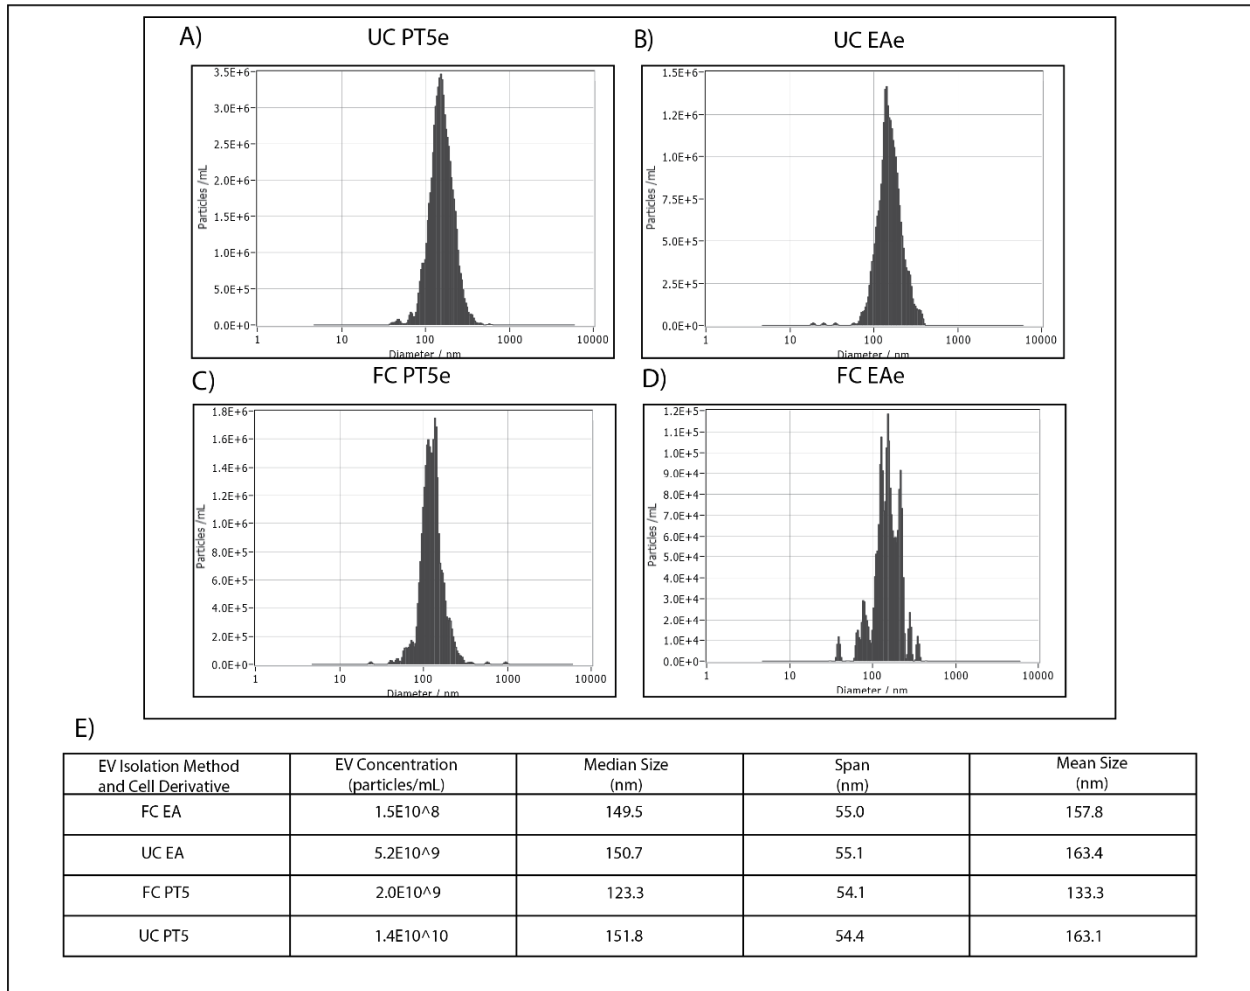 A)
UC PT5e
3.5E+6
3.0E+6
2.5E+6
2.0E+6
1.5E+6
1.0E+6
5.0E+5
0.0E+0
Particles /mL
1 10 100 1000 10000
Diameter / nm
B)
UC EAe
1.5E+6
1.2E+6
1.0E+6
7.5E+5
5.0E+5
2.5E+5
0.0E+0
Particles /mL
1 10 100 1000 10000
Diameter / nm
C)
FC PT5e
1.8E+6
1.6E+6
1.4E+6
1.2E+6
1.0E+6
8.0E+5
6.0E+5
4.0E+5
2.0E+5
0.0E+0
Particles /mL
1 10 100 1000 10000
Diameter / nm
D)
FC EAe
1.2E+5
1.1E+5
1.0E+5
9.0E+4
8.0E+4
7.0E+4
6.0E+4
5.0E+4
4.0E+4
3.0E+4
2.0E+4
1.0E+4
0.0E+0
Particles /mL
1 10 100 1000 10000
Diameter / nm
E)
EV Isolation Method EV Concentration Median Size Span Mean Size
and Cell Derivative (particles/mL) (nm) (nm) (nm)
FC EA 1.5E10^8 149.5 55.0 157.8
UC EA 5.2E10^9 150.7 55.1 163.4
FC PT5 2.0E10^9 123.3 54.1 133.3
UC PT5 1.4E10^10 151.8 54.4 163.1